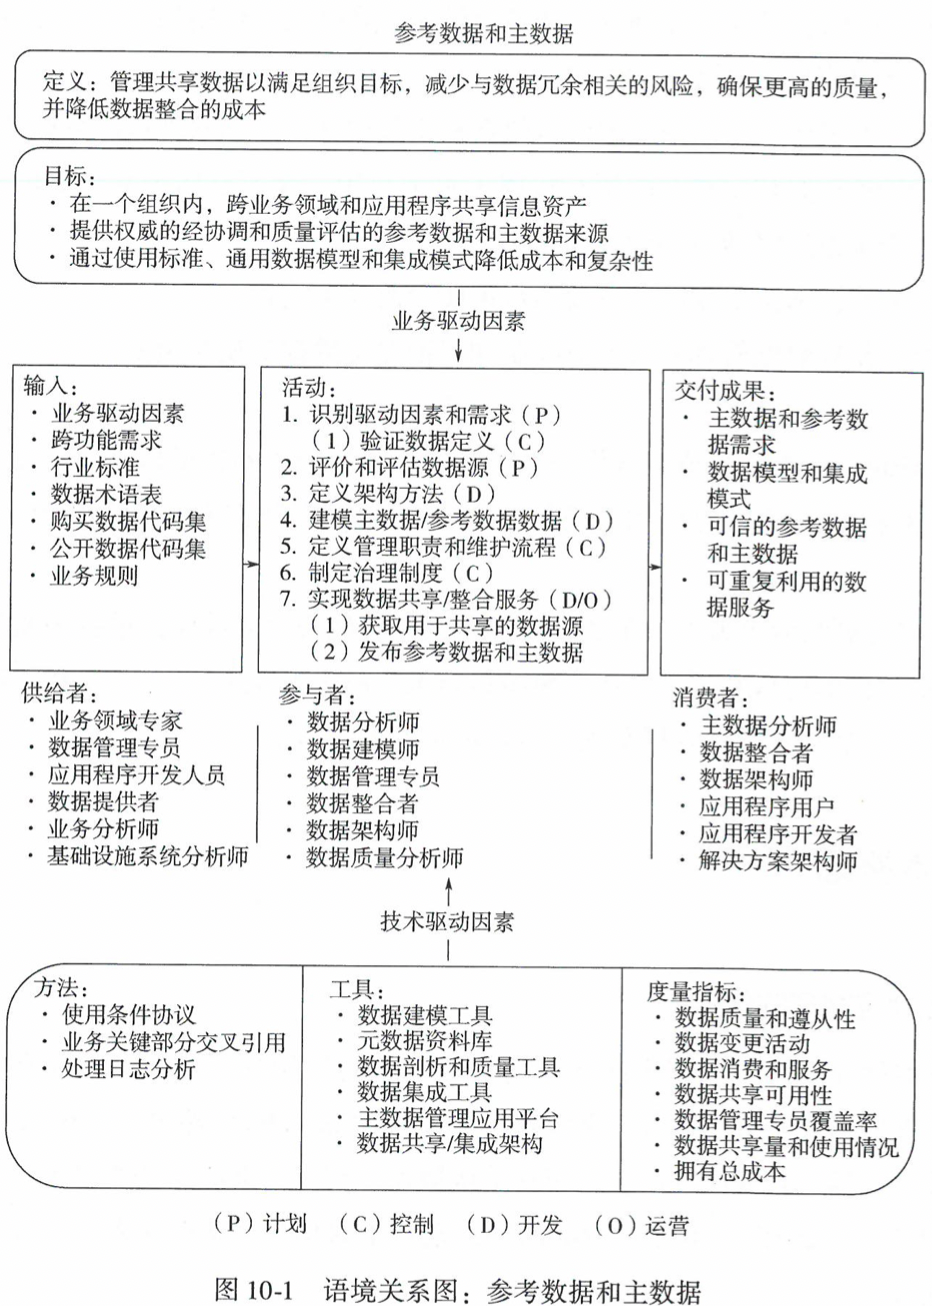 参考数据和主数据
定义：管理共享数据以满足组织目标，减少与数据冗余相关的风险，确保更高的质量，
并降低数据整合的成本
目标：
· 在一个组织内，跨业务领域和应用程序共享信息资产
· 提供权威的经协调和质量评估的参考数据和主数据来源
· 通过使用标准、通用数据模型和集成模式降低成本和复杂性
业务驱动因素
输入：
· 业务驱动因素
· 跨功能需求
· 行业标准
· 数据术语表
· 购买数据代码集
· 公开数据代码集
· 业务规则
活动：
1. 识别驱动因素和需求（P）
（1）验证数据定义（C）
2. 评价和评估数据源（P）
3. 定义架构方法（D）
4. 建模主数据/参考数据数据（D）
5. 定义管理职责和维护流程（C）
6. 制定治理制度（C）
7. 实现数据共享/整合服务（D/O）
（1）获取用于共享的数据源
（2）发布参考数据和主数据
交付成果：
· 主数据和参考数
据需求
· 数据模型和集成
模式
· 可信的参考数据
和主数据
· 可重复利用的数
据服务
供给者：
· 业务领域专家
· 数据管理专员
· 应用程序开发人员
· 数据提供者
· 业务分析师
· 基础设施系统分析师
参与者：
· 数据分析师
· 数据建模师
· 数据管理专员
· 数据整合者
· 数据架构师
· 数据质量分析师
消费者：
· 主数据分析师
· 数据整合者
· 数据架构师
· 应用程序用户
· 应用程序开发者
· 解决方案架构师
技术驱动因素
方法：
· 使用条件协议
· 业务关键部分交叉引用
· 处理日志分析
工具：
· 数据建模工具
· 元数据资料库
· 数据剖析和质量工具
· 数据集成工具
· 主数据管理应用平台
· 数据共享/集成架构
度量指标：
· 数据质量和遵从性
· 数据变更活动
· 数据消费和服务
· 数据共享可用性
· 数据管理专员覆盖率
· 数据共享量和使用情况
· 拥有总成本
（P）计划 （C）控制 （D）开发 （O）运营
图 10-1 语境关系图：参考数据和主数据